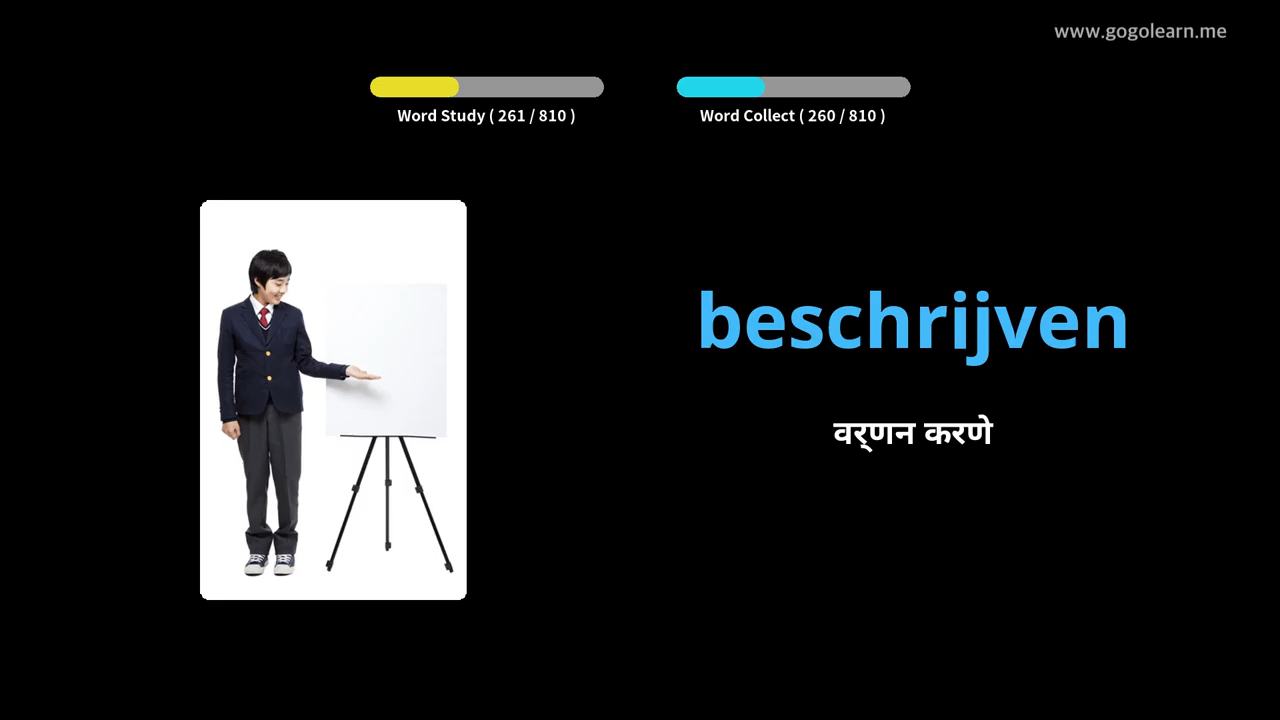 www.gogolearn.me
Word Study ( 261 / 810 )
Word Collect ( 260 / 810 )
beschrijven
वर्णन करणे